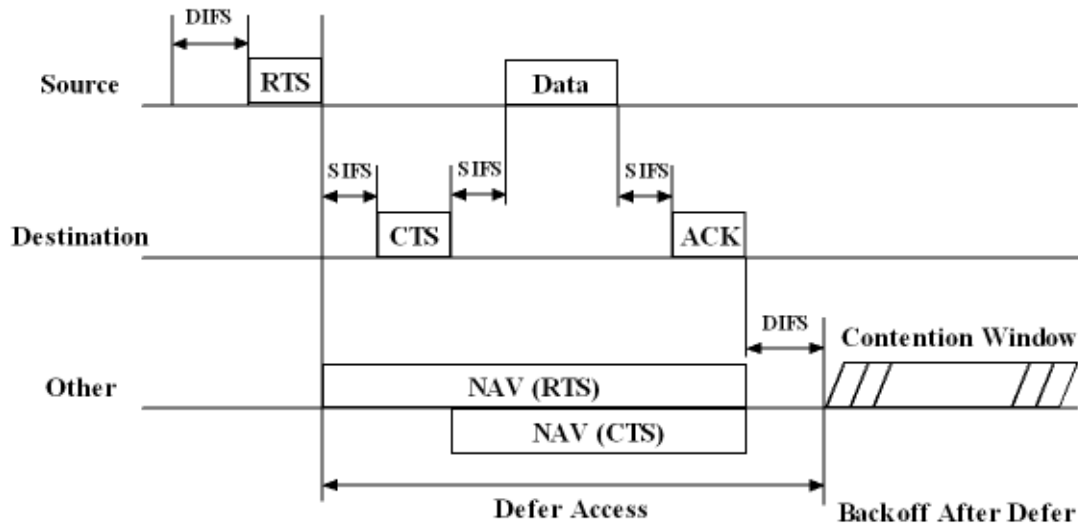 DIFS
Source
RTS
Data
SIFS
SIFS
SIFS
Destination
CTS
ACK
DIFS
Contention Window
Other
NAV (RTS)
NAV (CTS)
Defer Access
Backoff After Defer